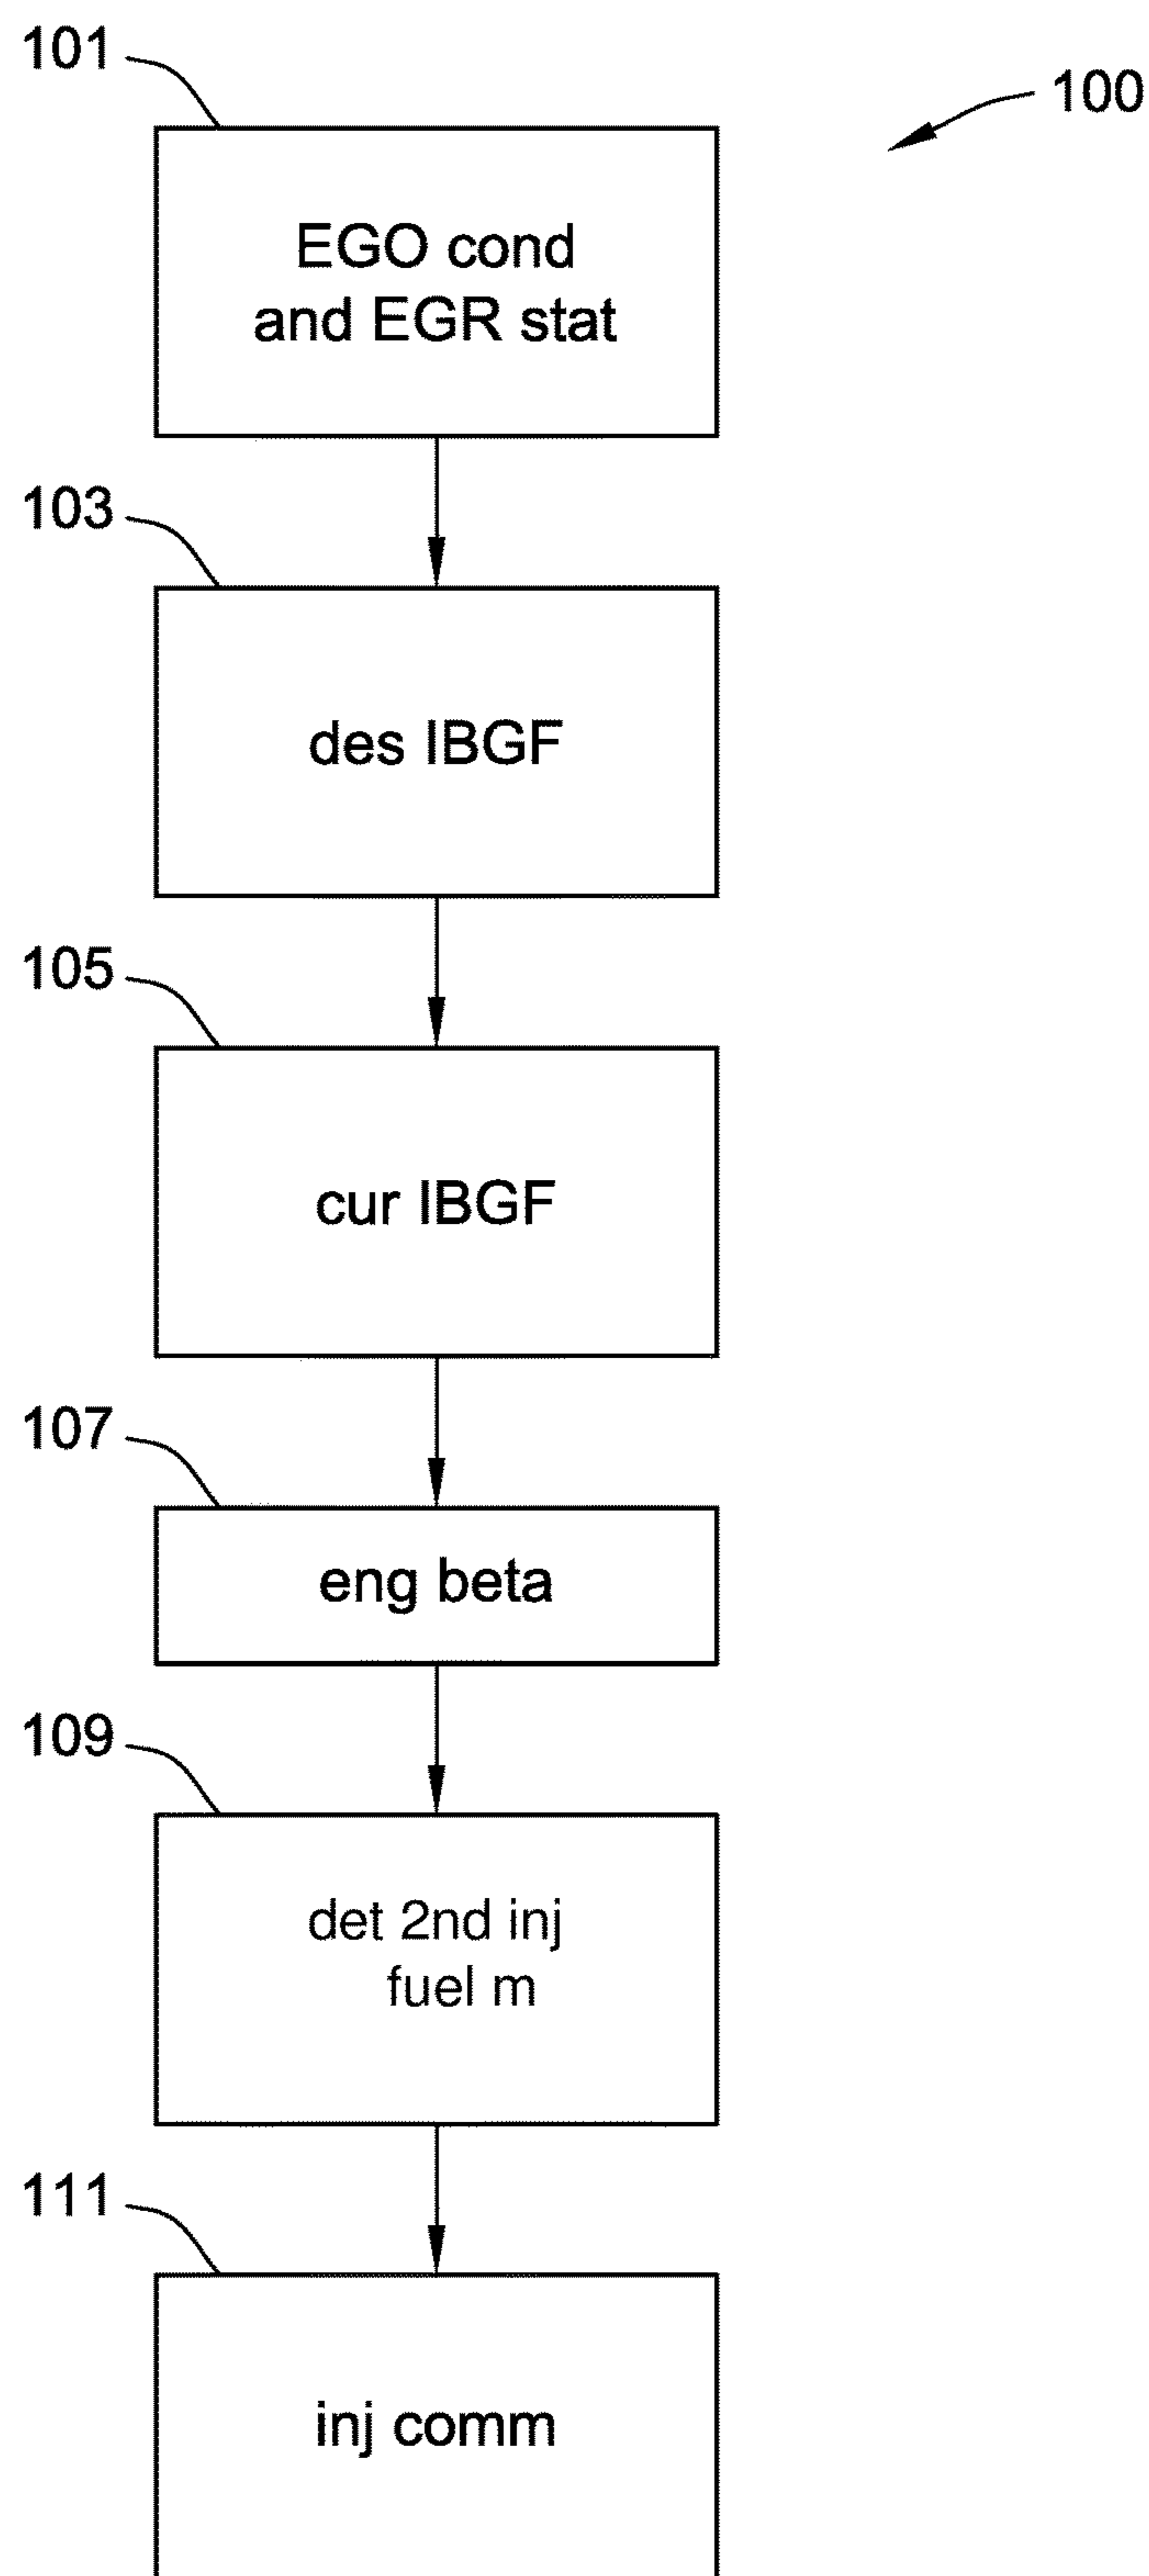 101
100
EGO cond
and EGR stat
103
des IBGF
105
cur IBGF
107
eng beta
109
det 2nd inj
fuel m
111
inj comm